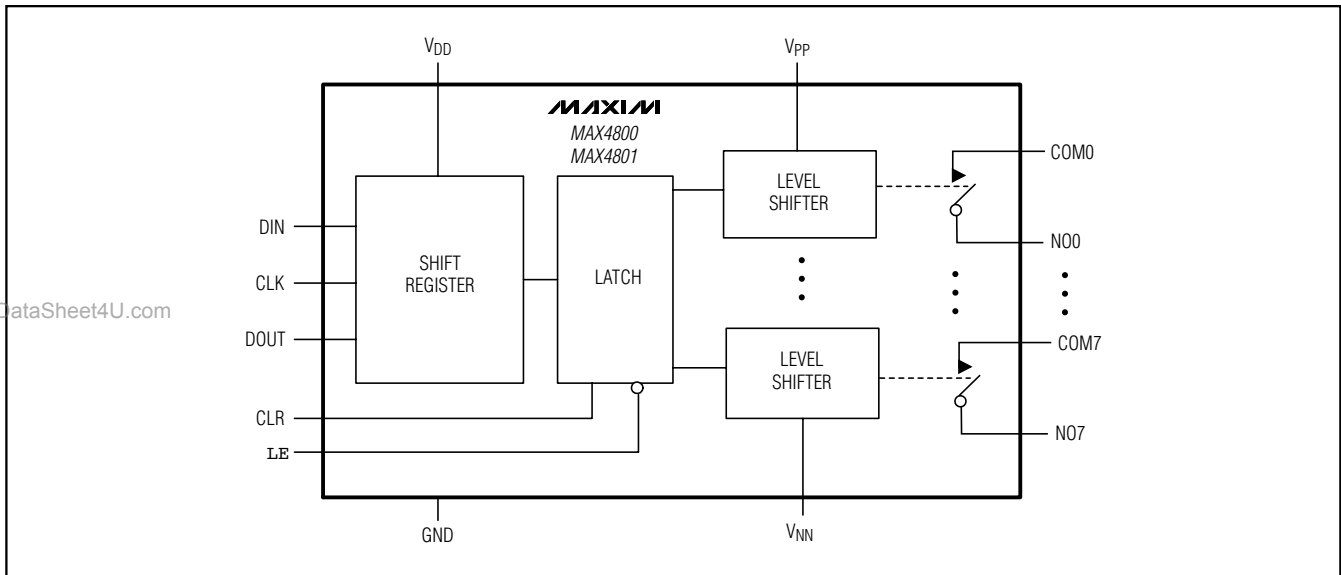 VDD
VPP
MAXIM
MAX4800
MAX4801
COM0
LEVEL
SHIFTER
DIN
NO0
SHIFT
REGISTER
LATCH
CLK
DataSheet4U.com
DOUT
COM7
LEVEL
SHIFTER
CLR
NO7
LE
GND
VNN